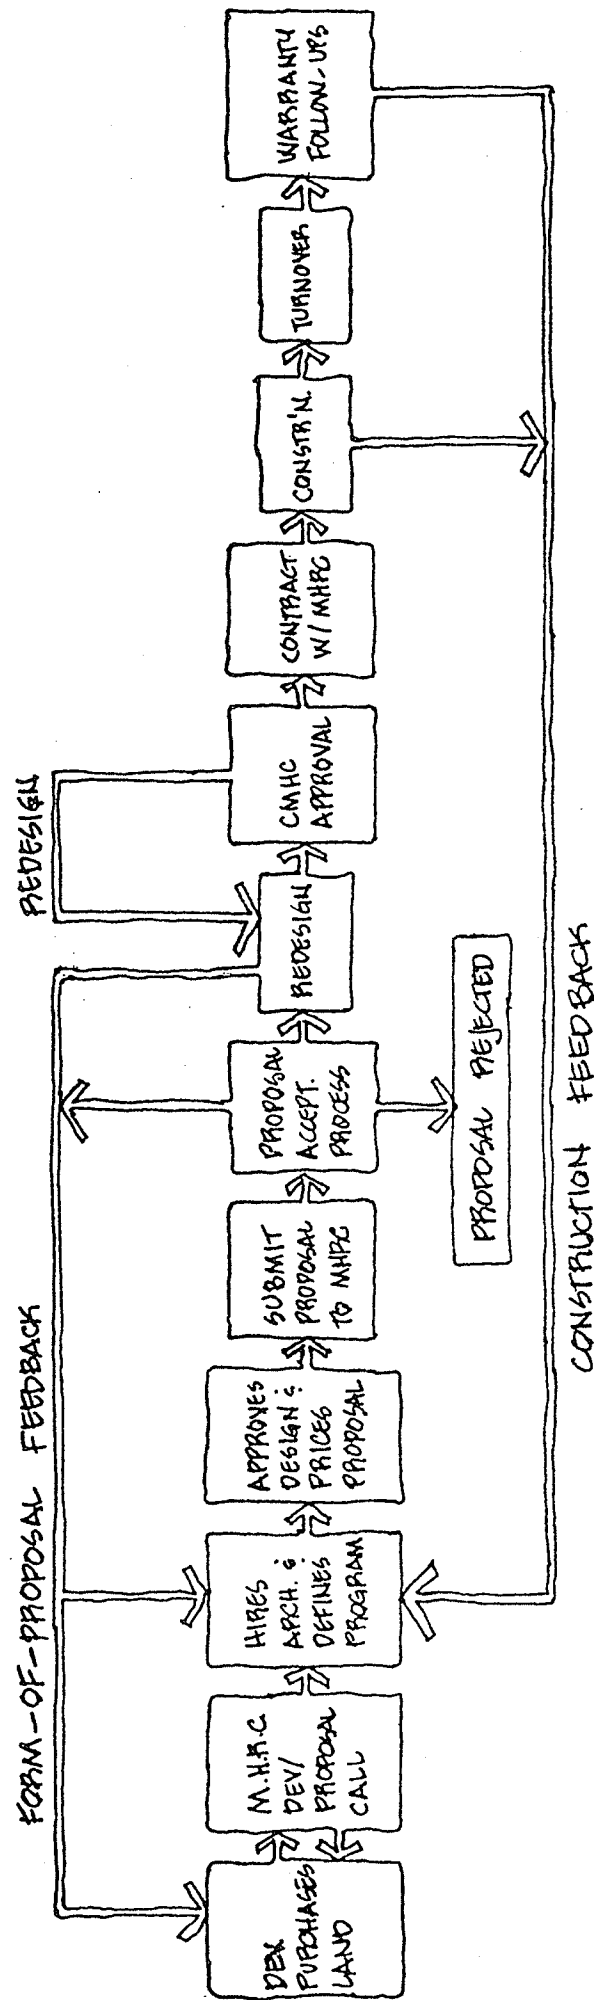 FORM-OF-PROPOSAL FEEDBACK
REDESIGN
DEV.
PURCHASES
LAND
M.H.R.C.
DEV/
PROPOSAL
CALL
HIRES
ARCH. &
DEFINES
PROGRAM
APPROVES
DESIGN &
PRICES
PROPOSAL
SUBMIT
PROPOSAL
TO MHRC
PROPOSAL
ACCEPT.
PROCESS
REDESIGN
CMHC
APPROVAL
CONTRACT
W/ MHRC
CONSTR'N.
TURNOVER
WARRANTY
FOLLOW-UPS
PROPOSAL REJECTED
CONSTRUCTION FEEDBACK